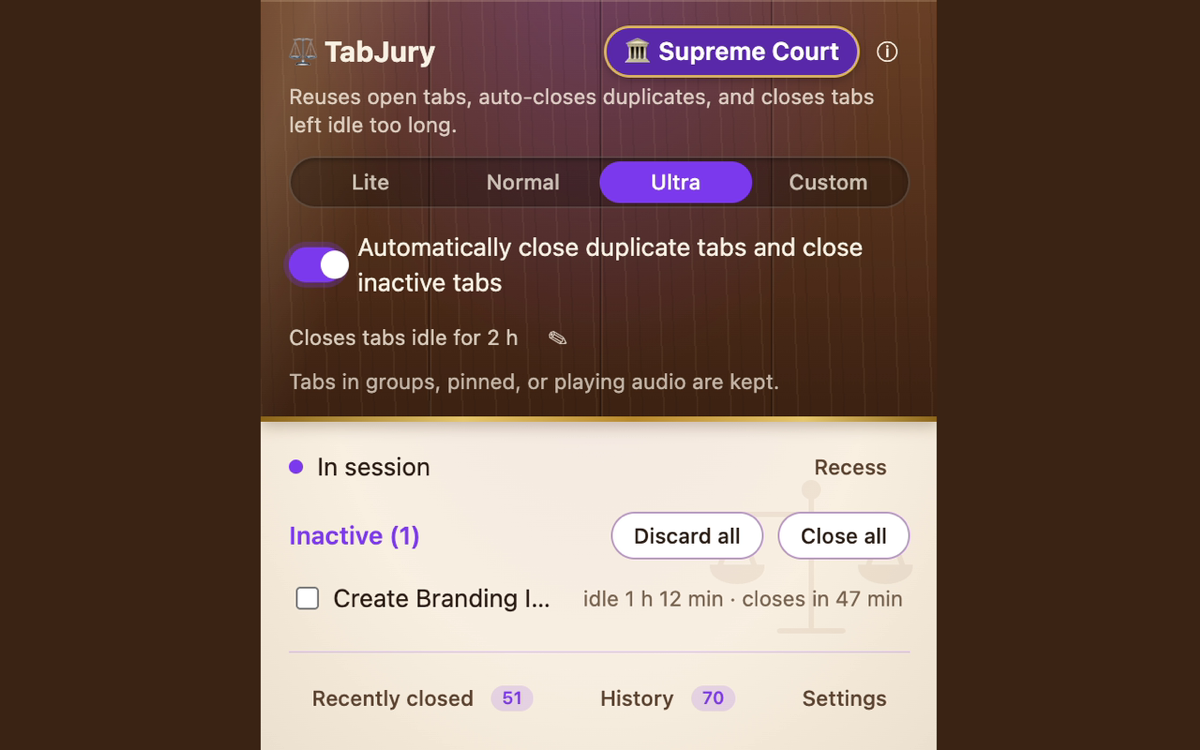 TabJury
🏛️ Supreme Court
Reuses open tabs, auto-closes duplicates, and closes tabs
left idle too long.
Lite
Normal
Ultra
Custom
Automatically close duplicate tabs and close
inactive tabs
Closes tabs idle for 2 h
Tabs in groups, pinned, or playing audio are kept.
In session
Recess
Inactive (1)
Discard all
Close all
Create Branding I...
idle 1 h 12 min · closes in 47 min
Recently closed 51
History 70
Settings